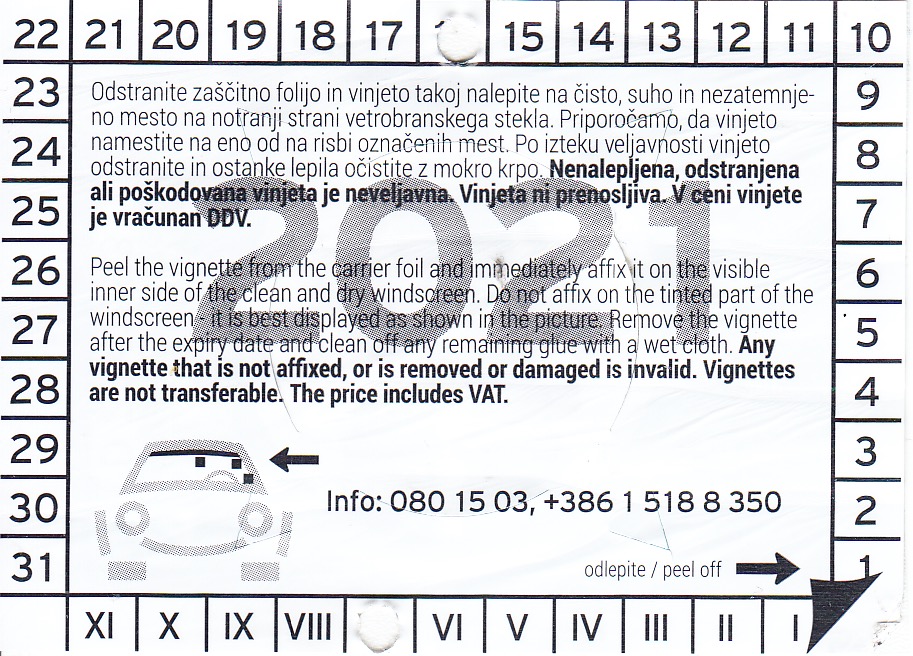 22 21 20 19 18 17 15 14 13 12 11 10
23 9
24 8
25 7
26 6
27 5
28 4
29 3
30 2
31 1
Odstranite zaščitno folijo in vinjeto takoj nalepite na čisto, suho in nezatemnje-
no mesto na notranji strani vetrobranskega stekla. Priporočamo, da vinjeto
namestite na eno od na risbi označenih mest. Po izteku veljavnosti vinjeto
odstranite in ostanke lepila očistite z mokro krpo. Nenalepljena, odstranjena
ali poškodovana vinjeta je neveljavna. Vinjeta ni prenosljiva. V ceni vinjete
je vračunan DDV.
2021
Peel the vignette from the carrier foil and immediately affix it on the visible
inner side of the clean and dry windscreen. Do not affix on the tinted part of the
windscreen - it is best displayed as shown in the picture. Remove the vignette
after the expiry date and clean off any remaining glue with a wet cloth. Any
vignette that is not affixed, or is removed or damaged is invalid. Vignettes
are not transferable. The price includes VAT.
Info: 080 15 03, +386 1 518 8 350
odlepite / peel off
XI X IX VIII VI V IV III II I